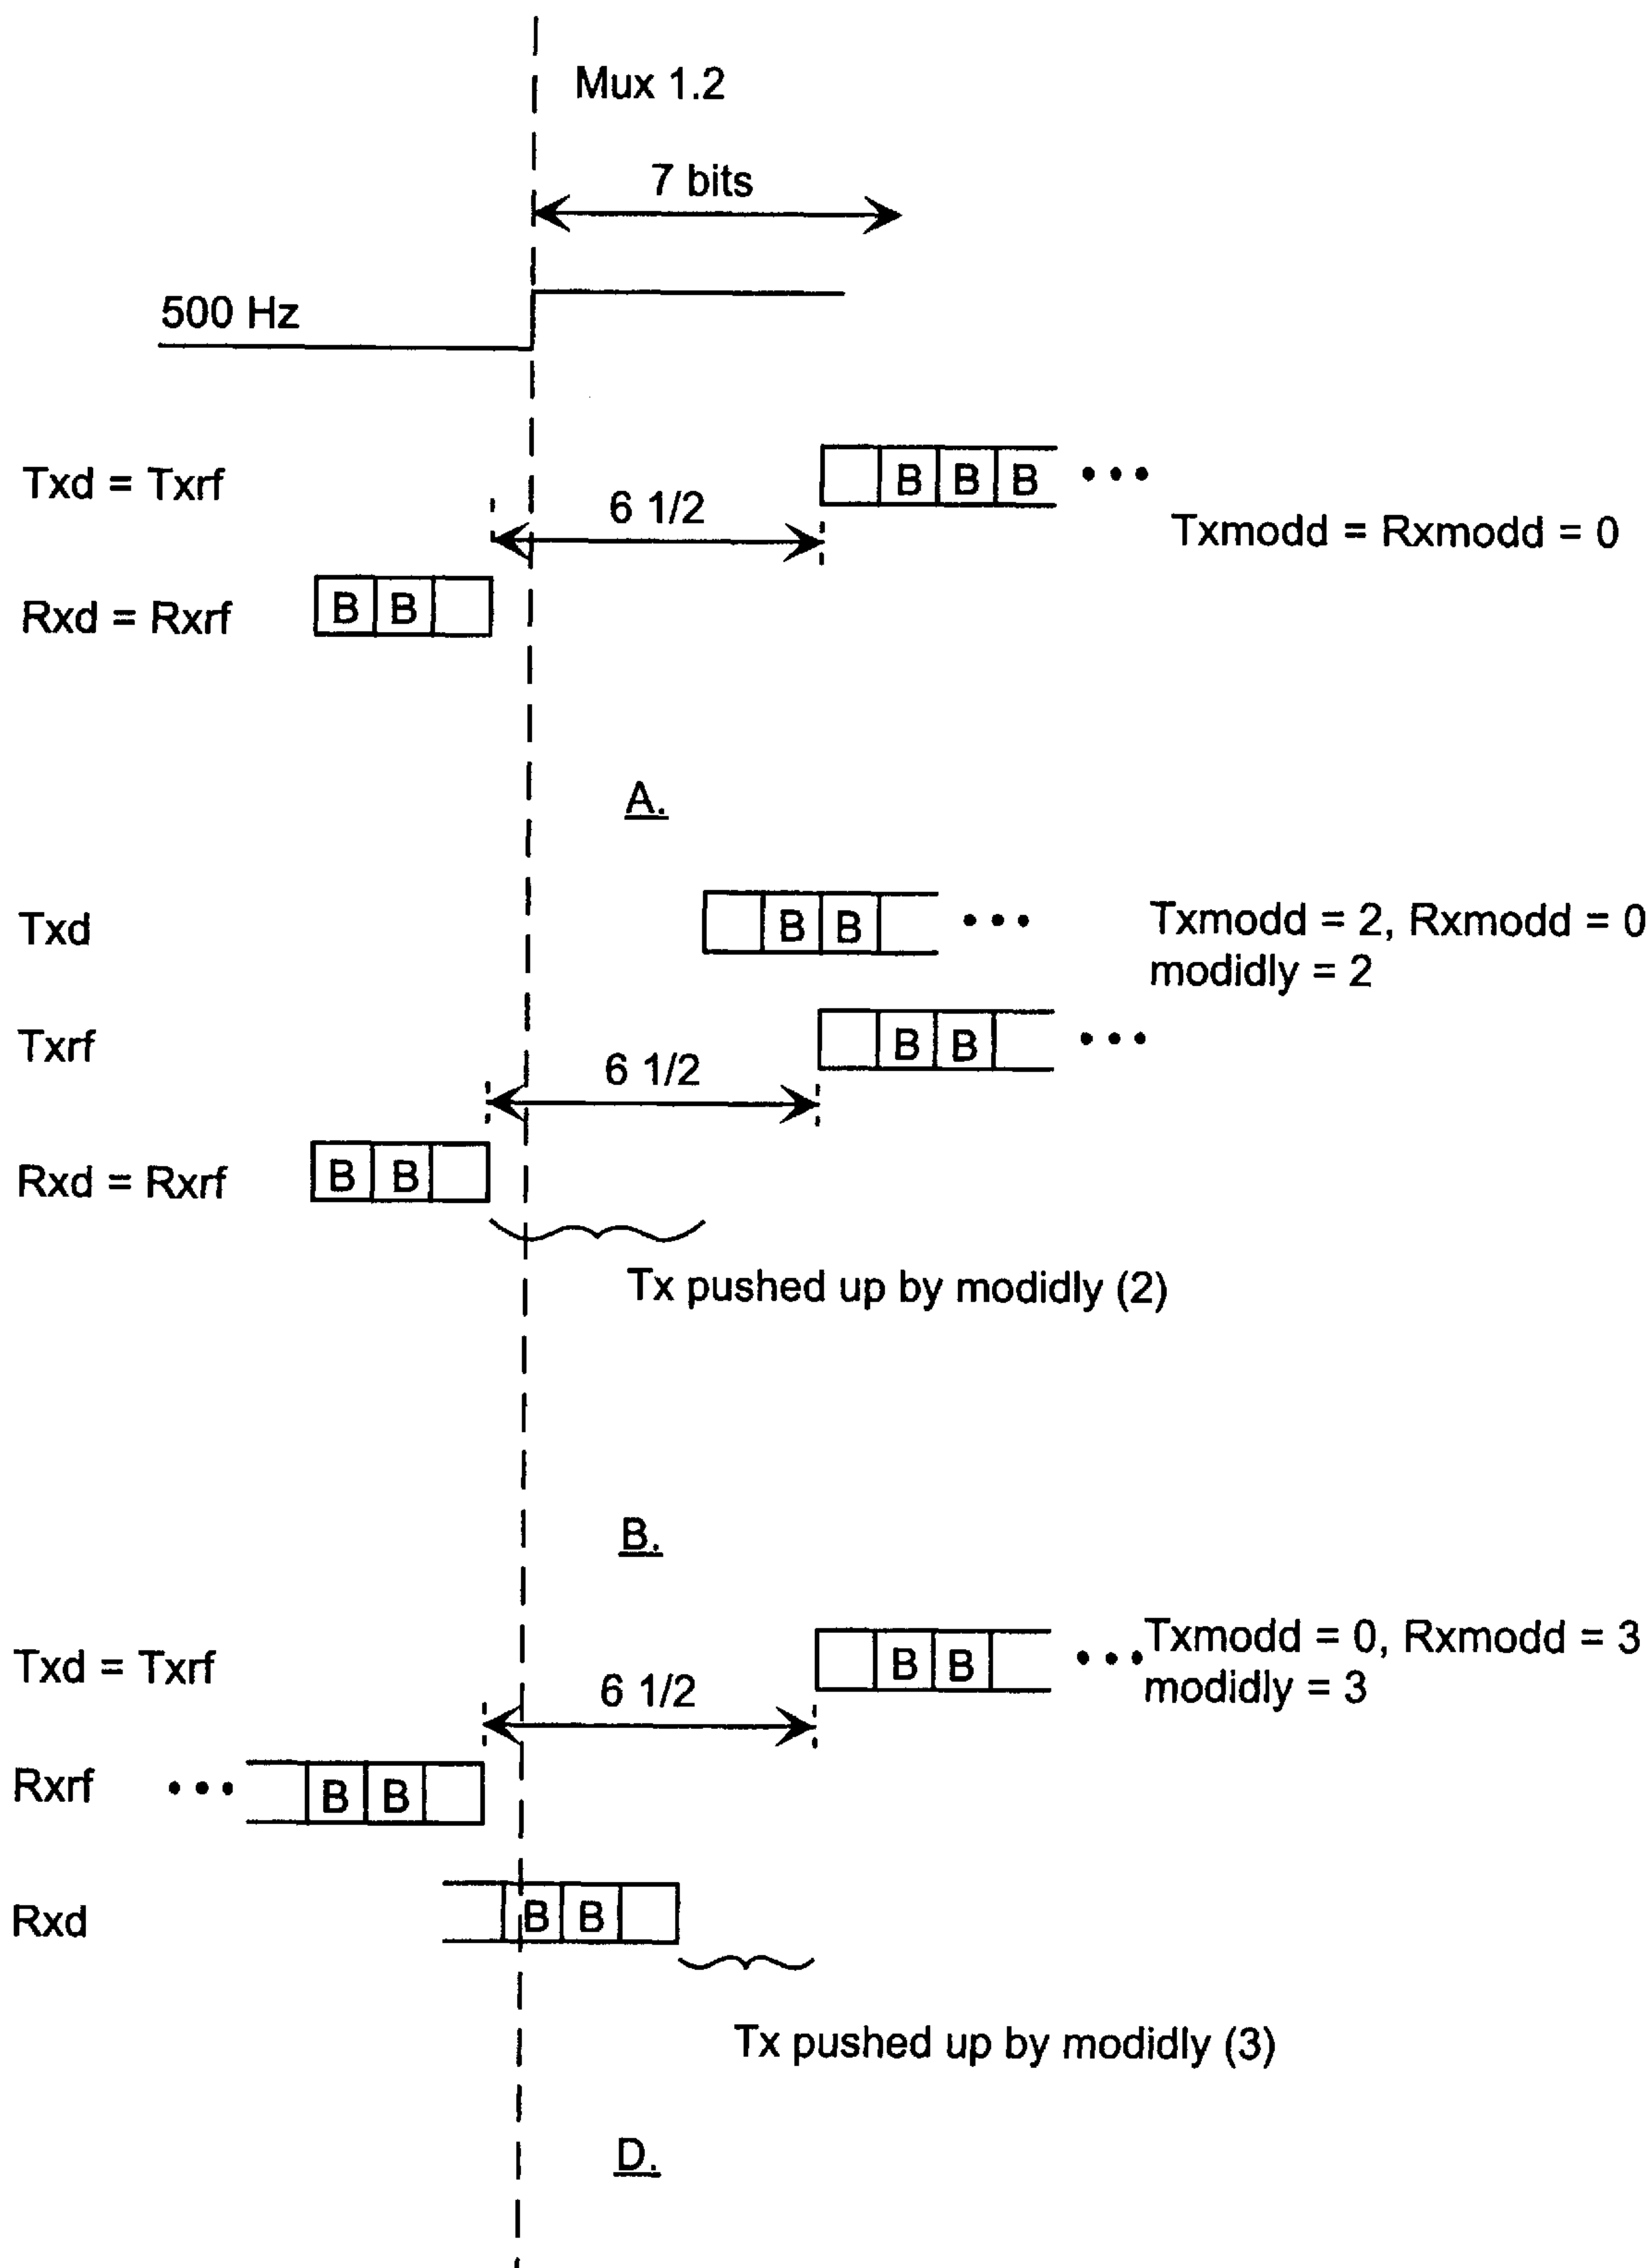 Mux 1.2
7 bits
500 Hz
Txd = Txrf
B B B •••
6 1/2
Txmodd = Rxmodd = 0
Rxd = Rxrf
B B
A.
Txd
B B •••
Txmodd = 2, Rxmodd = 0
modidly = 2
Txrf
B B •••
6 1/2
Rxd = Rxrf
B B
Tx pushed up by modidly (2)
B.
Txd = Txrf
B B •••
Txmodd = 0, Rxmodd = 3
modidly = 3
6 1/2
Rxrf
••• B B
Rxd
B B
Tx pushed up by modidly (3)
D.